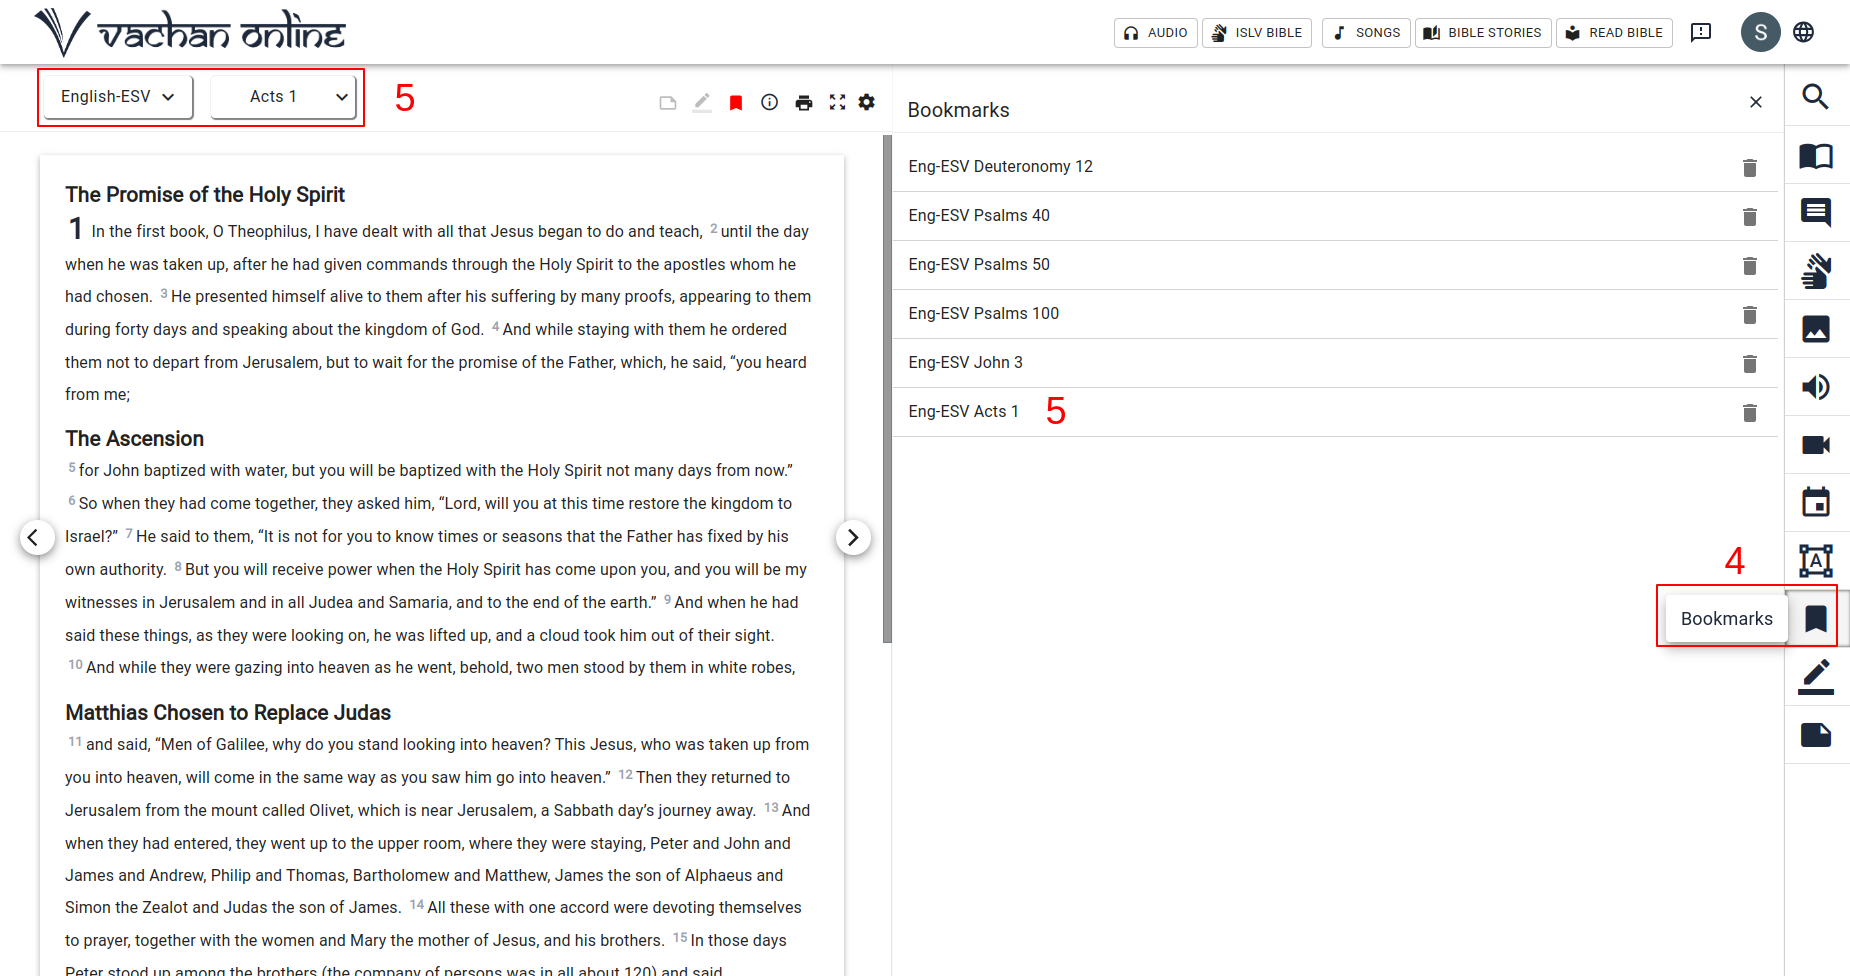 vachan online
AUDIO
ISLV BIBLE
SONGS
BIBLE STORIES
READ BIBLE
S
English-ESV
Acts 1
5
The Promise of the Holy Spirit
1 In the first book, O Theophilus, I have dealt with all that Jesus began to do and teach, 2 until the day
when he was taken up, after he had given commands through the Holy Spirit to the apostles whom he
had chosen. 3 He presented himself alive to them after his suffering by many proofs, appearing to them
during forty days and speaking about the kingdom of God. 4 And while staying with them he ordered
them not to depart from Jerusalem, but to wait for the promise of the Father, which, he said, “you heard
from me;
The Ascension
5 for John baptized with water, but you will be baptized with the Holy Spirit not many days from now.”
6 So when they had come together, they asked him, “Lord, will you at this time restore the kingdom to
Israel?” 7 He said to them, “It is not for you to know times or seasons that the Father has fixed by his
own authority. 8 But you will receive power when the Holy Spirit has come upon you, and you will be my
witnesses in Jerusalem and in all Judea and Samaria, and to the end of the earth.” 9 And when he had
said these things, as they were looking on, he was lifted up, and a cloud took him out of their sight.
10 And while they were gazing into heaven as he went, behold, two men stood by them in white robes,
Matthias Chosen to Replace Judas
11 and said, “Men of Galilee, why do you stand looking into heaven? This Jesus, who was taken up from
you into heaven, will come in the same way as you saw him go into heaven.” 12 Then they returned to
Jerusalem from the mount called Olivet, which is near Jerusalem, a Sabbath day’s journey away. 13 And
when they had entered, they went up to the upper room, where they were staying, Peter and John and
James and Andrew, Philip and Thomas, Bartholomew and Matthew, James the son of Alphaeus and
Simon the Zealot and Judas the son of James. 14 All these with one accord were devoting themselves
to prayer, together with the women and Mary the mother of Jesus, and his brothers. 15 In those days
Peter stood up among the brothers (the company of persons was in all about 120) and said
Bookmarks
Eng-ESV Deuteronomy 12
Eng-ESV Psalms 40
Eng-ESV Psalms 50
Eng-ESV Psalms 100
Eng-ESV John 3
Eng-ESV Acts 1
5
A
4
Bookmarks